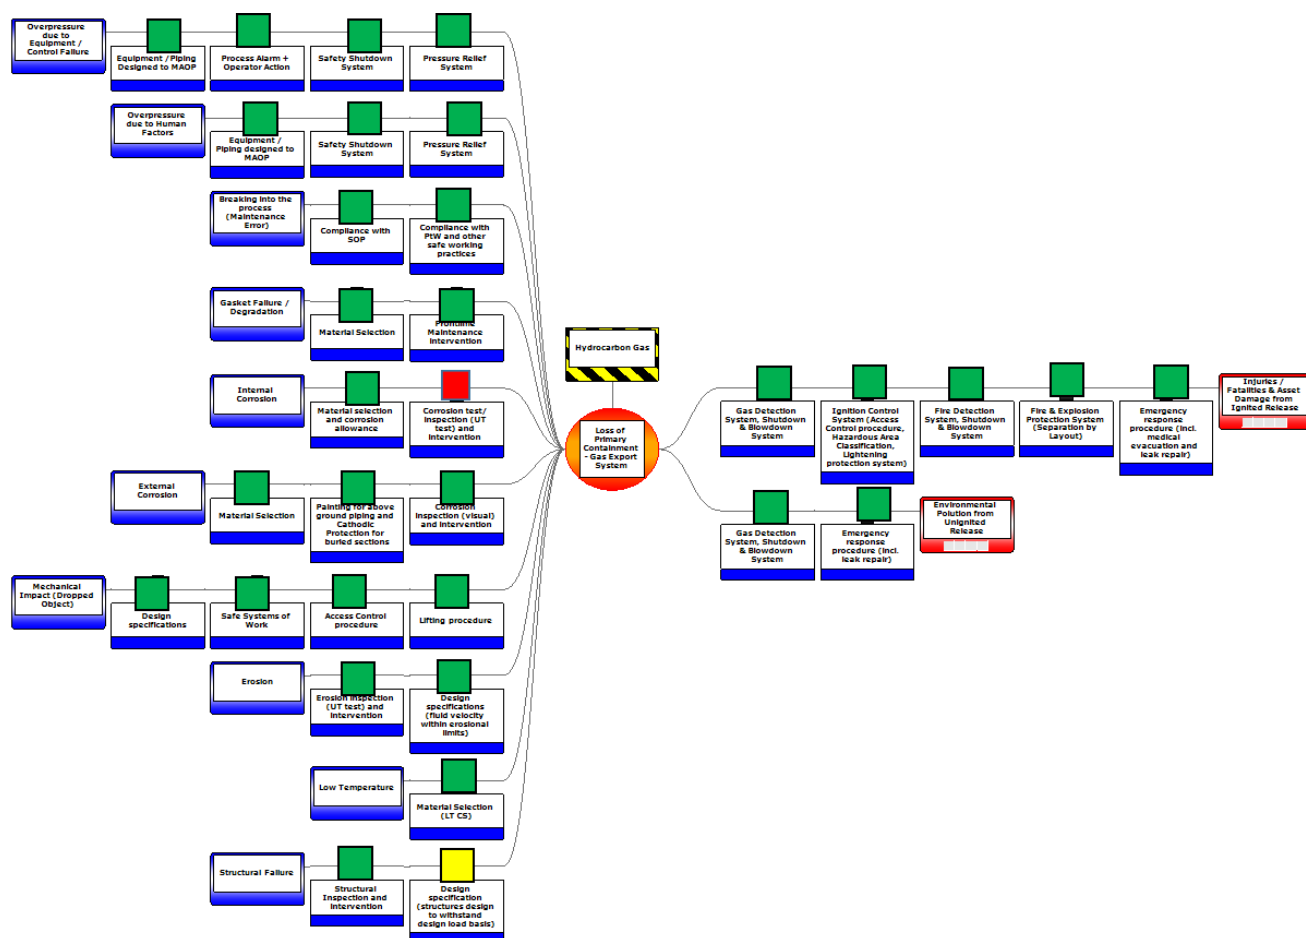 Overpressure
due to
Equipment /
Control Failure
Equipment / Piping
Designed to MAOP
Process Alarm +
Operator Action
Safety Shutdown
System
Pressure Relief
System
Overpressure
due to Human
Factors
Equipment /
Piping designed to
MAOP
Safety Shutdown
System
Pressure Relief
System
Breaking into the
process
(Maintenance
Error)
Compliance with
SOP
Compliance with
PtW and other
safe working
practices
Gasket Failure /
Degradation
Material Selection
Frontline
Maintenance
Intervention
Internal
Corrosion
Material selection
and corrosion
allowance
Corrosion test/
Inspection (UT
test) and
Intervention
External
Corrosion
Material Selection
Painting for above
ground piping and
Cathodic
Protection for
buried sections
Corrosion
Inspection (visual)
and Intervention
Mechanical
Impact (Dropped
Object)
Design
specifications
Safe Systems of
Work
Access Control
procedure
Lifting procedure
Erosion
Erosion Inspection
(UT test) and
Intervention
Design
specifications
(fluid velocity
within erosional
limits)
Low Temperature
Material Selection
(LT CS)
Structural Failure
Structural
Inspection and
Intervention
Design
specification
(structures design
to withstand
design load basis)
Hydrocarbon Gas
Loss of
Primary
Containment
- Gas Export
System
Gas Detection
System, Shutdown
& Blowdown
System
Ignition Control
System (Access
Control procedure,
Hazardous Area
Classification,
Lightening
protection system)
Fire Detection
System, Shutdown
& Blowdown
System
Fire & Explosion
Protection System
(Separation by
Layout)
Emergency
response
procedure (incl.
medical
evacuation and
leak repair)
Injuries /
Fatalities & Asset
Damage from
Ignited Release
Gas Detection
System, Shutdown
& Blowdown
System
Emergency
response
procedure (incl.
leak repair)
Environmental
Polution from
Unignited
Release